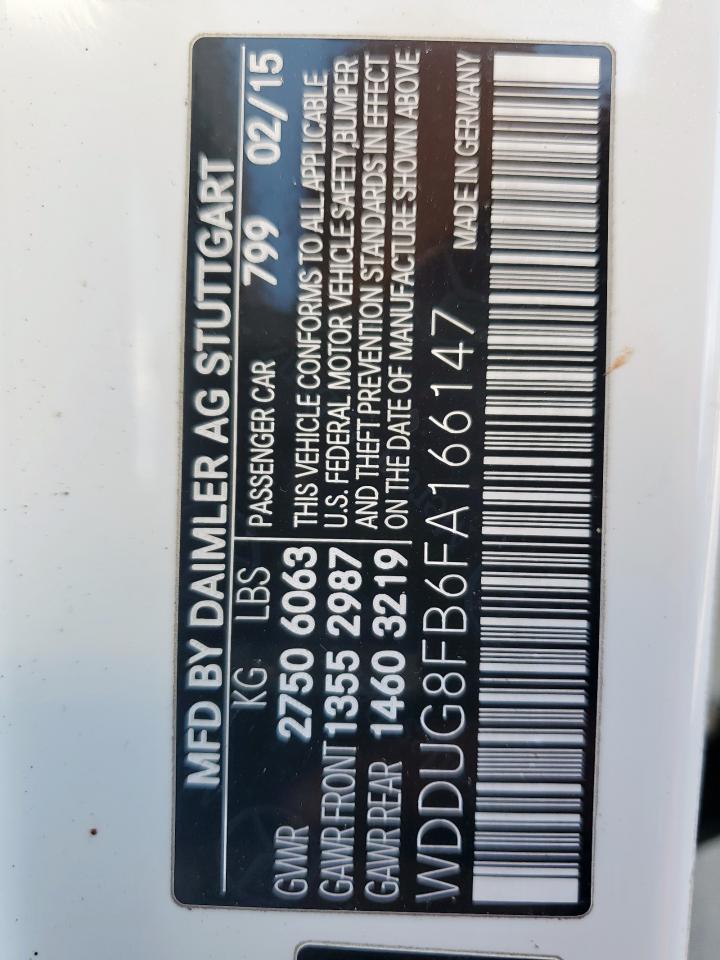 MFD BY DAIMLER AG STUTTGART
KG LBS
GWR 2750 6063
GAWR FRONT 1355 2987
GAWR REAR 1460 3219
PASSENGER CAR 799 02/15
THIS VEHICLE CONFORMS TO ALL APPLICABLE
U.S. FEDERAL MOTOR VEHICLE SAFETY,BUMPER
AND THEFT PREVENTION STANDARDS IN EFFECT
ON THE DATE OF MANUFACTURE SHOWN ABOVE
WDDUG8FB6FA166147 MADE IN GERMANY